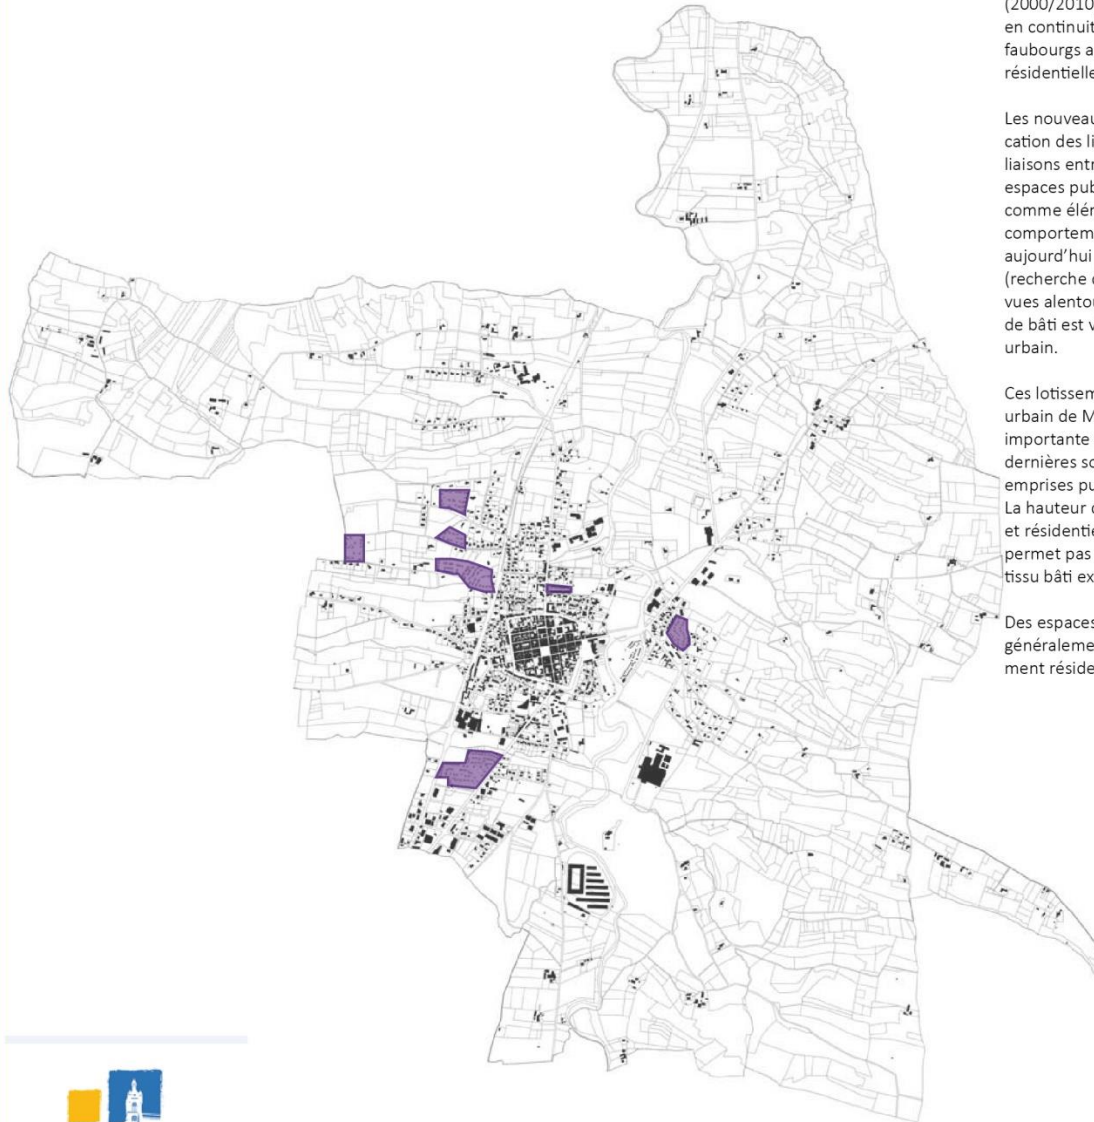 (2000/2010
en continuit
faubourgs a
résidentielle
Les nouveau
cation des li
liaisons entr
espaces pub
comme élér
comportem
aujourd'hui
(recherche
vues alentou
de bâti est v
urbain.
Ces lotissem
urbain de M
importante
dernières so
emprises pu
La hauteur
et résidentie
permet pas
tissu bâti ex
Des espaces
généraleme
ment réside